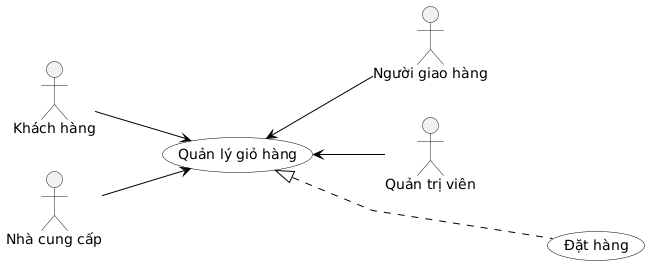 Người giao hàng
Khách hàng
Quản lý giỏ hàng
Quản trị viên
Nhà cung cấp
Đặt hàng